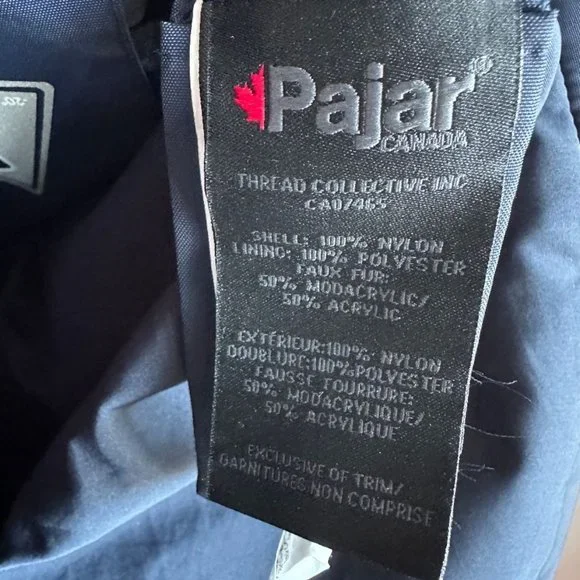 Pajar®
CANADA
THREAD COLLECTIVE INC
CA07465
SHELL: 100% NYLON
LINING: 100% POLYESTER
FAUX FUR:
50% MODACRYLIC/
50% ACRYLIC
EXTÉRIEUR:100% NYLON
DOUBLURE:100%POLYESTER
FAUSSE FOURRURE:
50% MODACRYLIQUE/
50% ACRYLIQUE
EXCLUSIVE OF TRIM/
GARNITURES NON COMPRISE